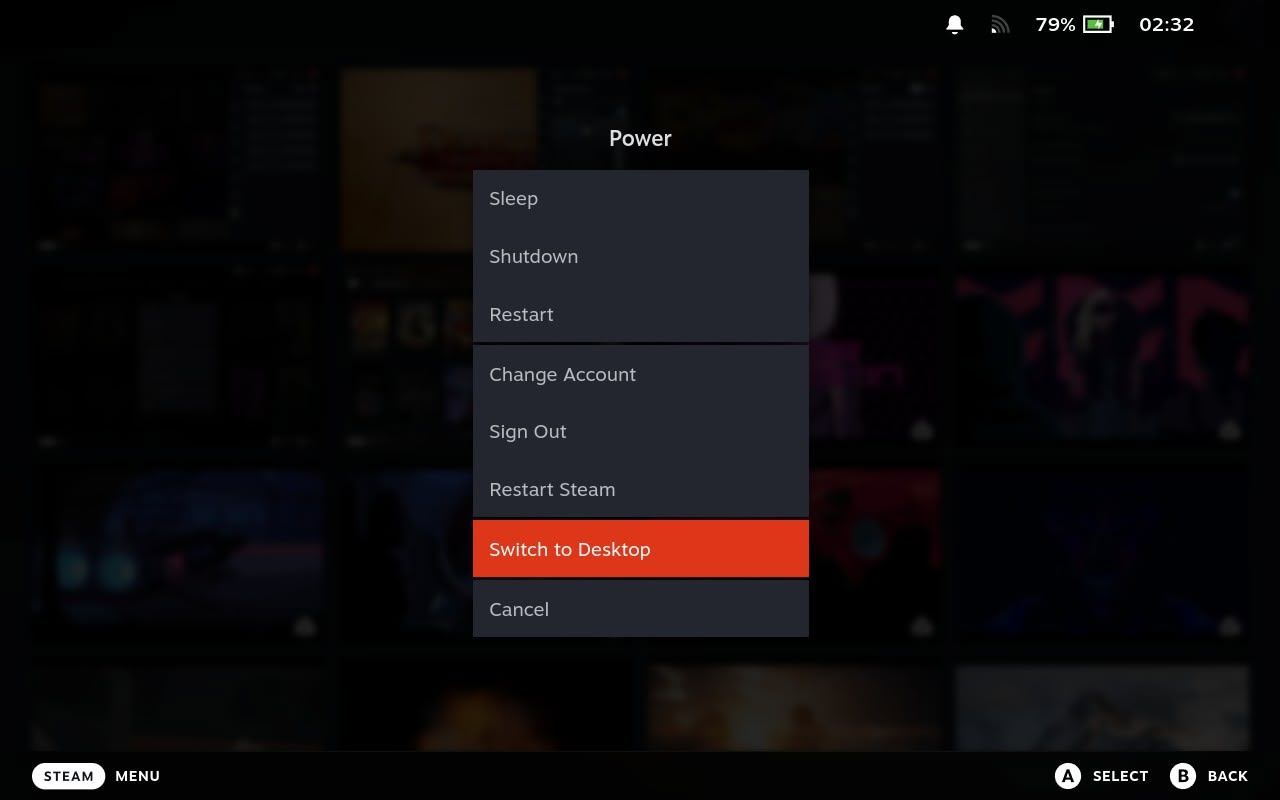 79% 02:32
Power
Sleep
Shutdown
Restart
Change Account
Sign Out
Restart Steam
Switch to Desktop
Cancel
STEAM MENU
A SELECT B BACK